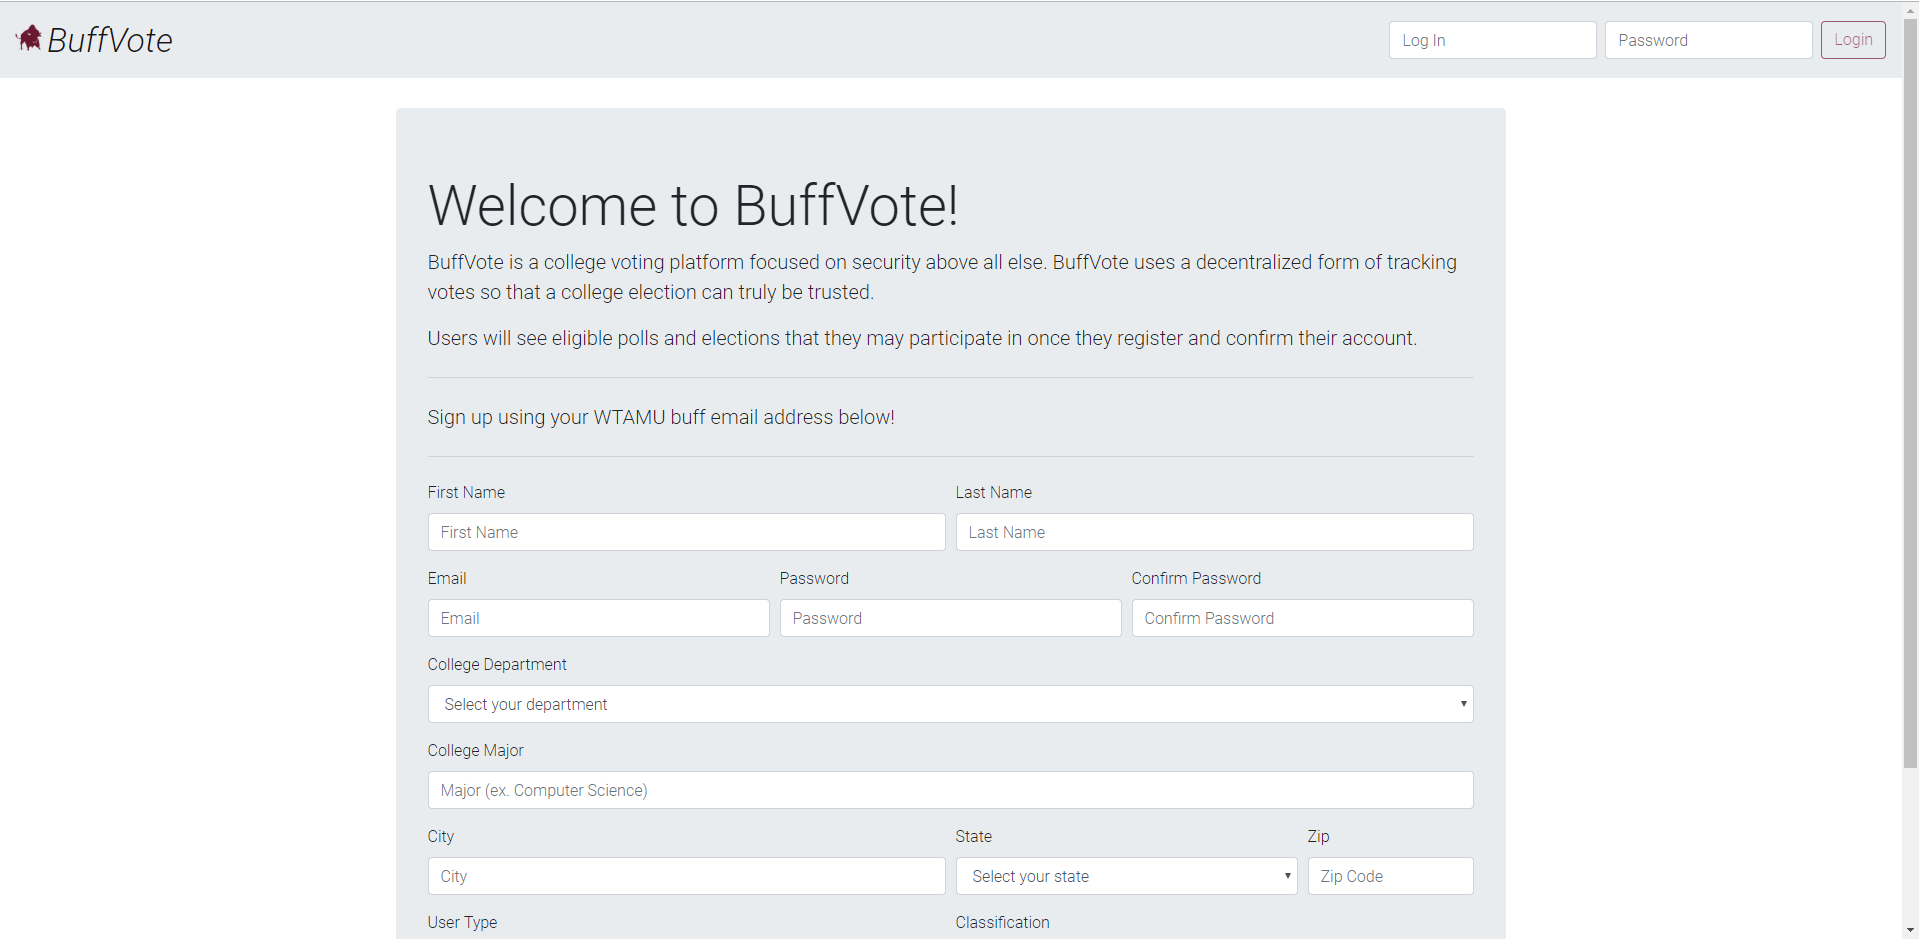 BuffVote
Log In
Password
Login
Welcome to BuffVote!
BuffVote is a college voting platform focused on security above all else. BuffVote uses a decentralized form of tracking
votes so that a college election can truly be trusted.
Users will see eligible polls and elections that they may participate in once they register and confirm their account.
Sign up using your WTAMU buff email address below!
First Name
Last Name
First Name
Last Name
Email
Password
Confirm Password
Email
Password
Confirm Password
College Department
Select your department
College Major
Major (ex. Computer Science)
City
State
Zip
City
Select your state
Zip Code
User Type
Classification